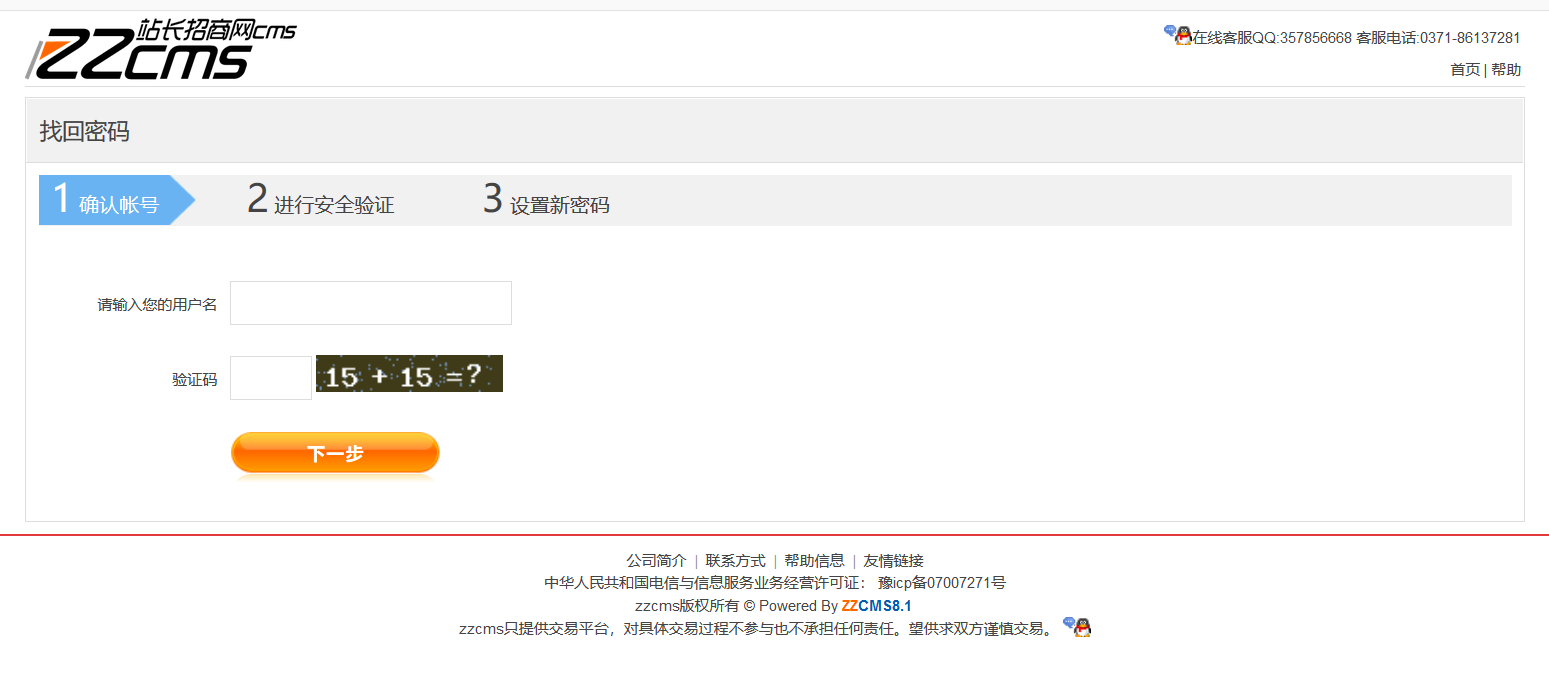 站长招商网cms
zzcms
在线客服QQ:357856668 客服电话:0371-86137281
首页 | 帮助
找回密码
1 确认帐号 2 进行安全验证 3 设置新密码
请输入您的用户名
验证码 15 + 15 =?
下一步
公司简介 | 联系方式 | 帮助信息 | 友情链接
中华人民共和国电信与信息服务业务经营许可证： 豫icp备07007271号
zzcms版权所有 © Powered By ZZCMS8.1
zzcms只提供交易平台，对具体交易过程不参与也不承担任何责任。望供求双方谨慎交易。